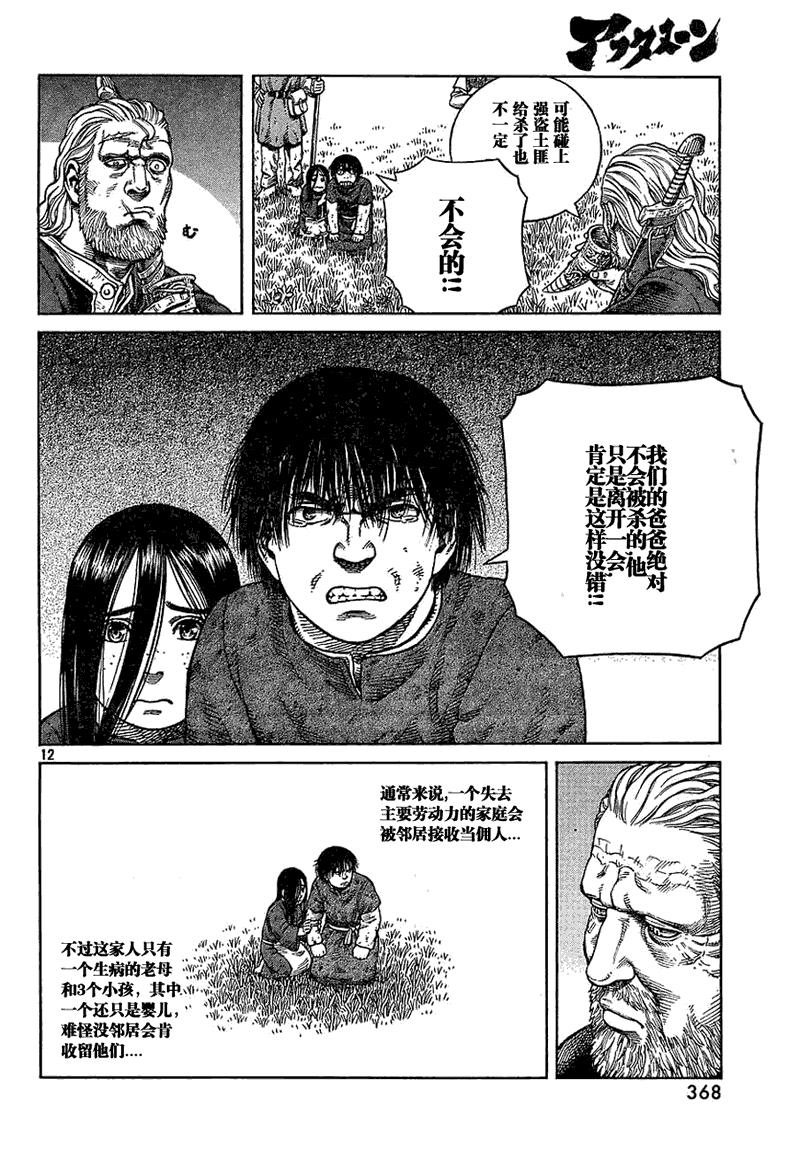 アフタヌーン
可能碰上
强盗土匪
给杀了也
不一定
不会的!!
む
我们的爸爸绝对
不会被杀的,他
只是离开一会,
肯定是这样没错!!
12
通常来说,一个失去
主要劳动力的家庭会
被邻居接收当佣人...
不过这家人只有
一个生病的老母
和3个小孩，其中
一个还只是婴儿,
难怪没邻居会肯
收留他们....
368